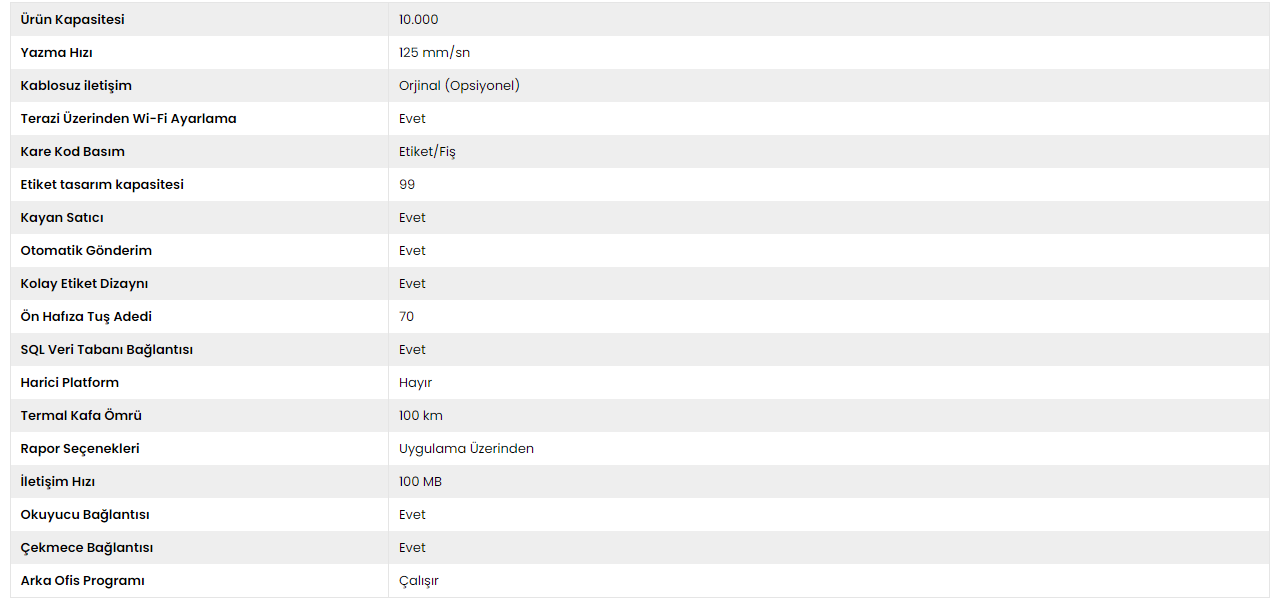 Ürün Kapasitesi 10.000
Yazma Hızı 125 mm/sn
Kablosuz iletişim Orjinal (Opsiyonel)
Terazi Üzerinden Wi-Fi Ayarlama Evet
Kare Kod Basım Etiket/Fiş
Etiket tasarım kapasitesi 99
Kayan Satıcı Evet
Otomatik Gönderim Evet
Kolay Etiket Dizaynı Evet
Ön Hafıza Tuş Adedi 70
SQL Veri Tabanı Bağlantısı Evet
Harici Platform Hayır
Termal Kafa Ömrü 100 km
Rapor Seçenekleri Uygulama Üzerinden
İletişim Hızı 100 MB
Okuyucu Bağlantısı Evet
Çekmece Bağlantısı Evet
Arka Ofis Programı Çalışır